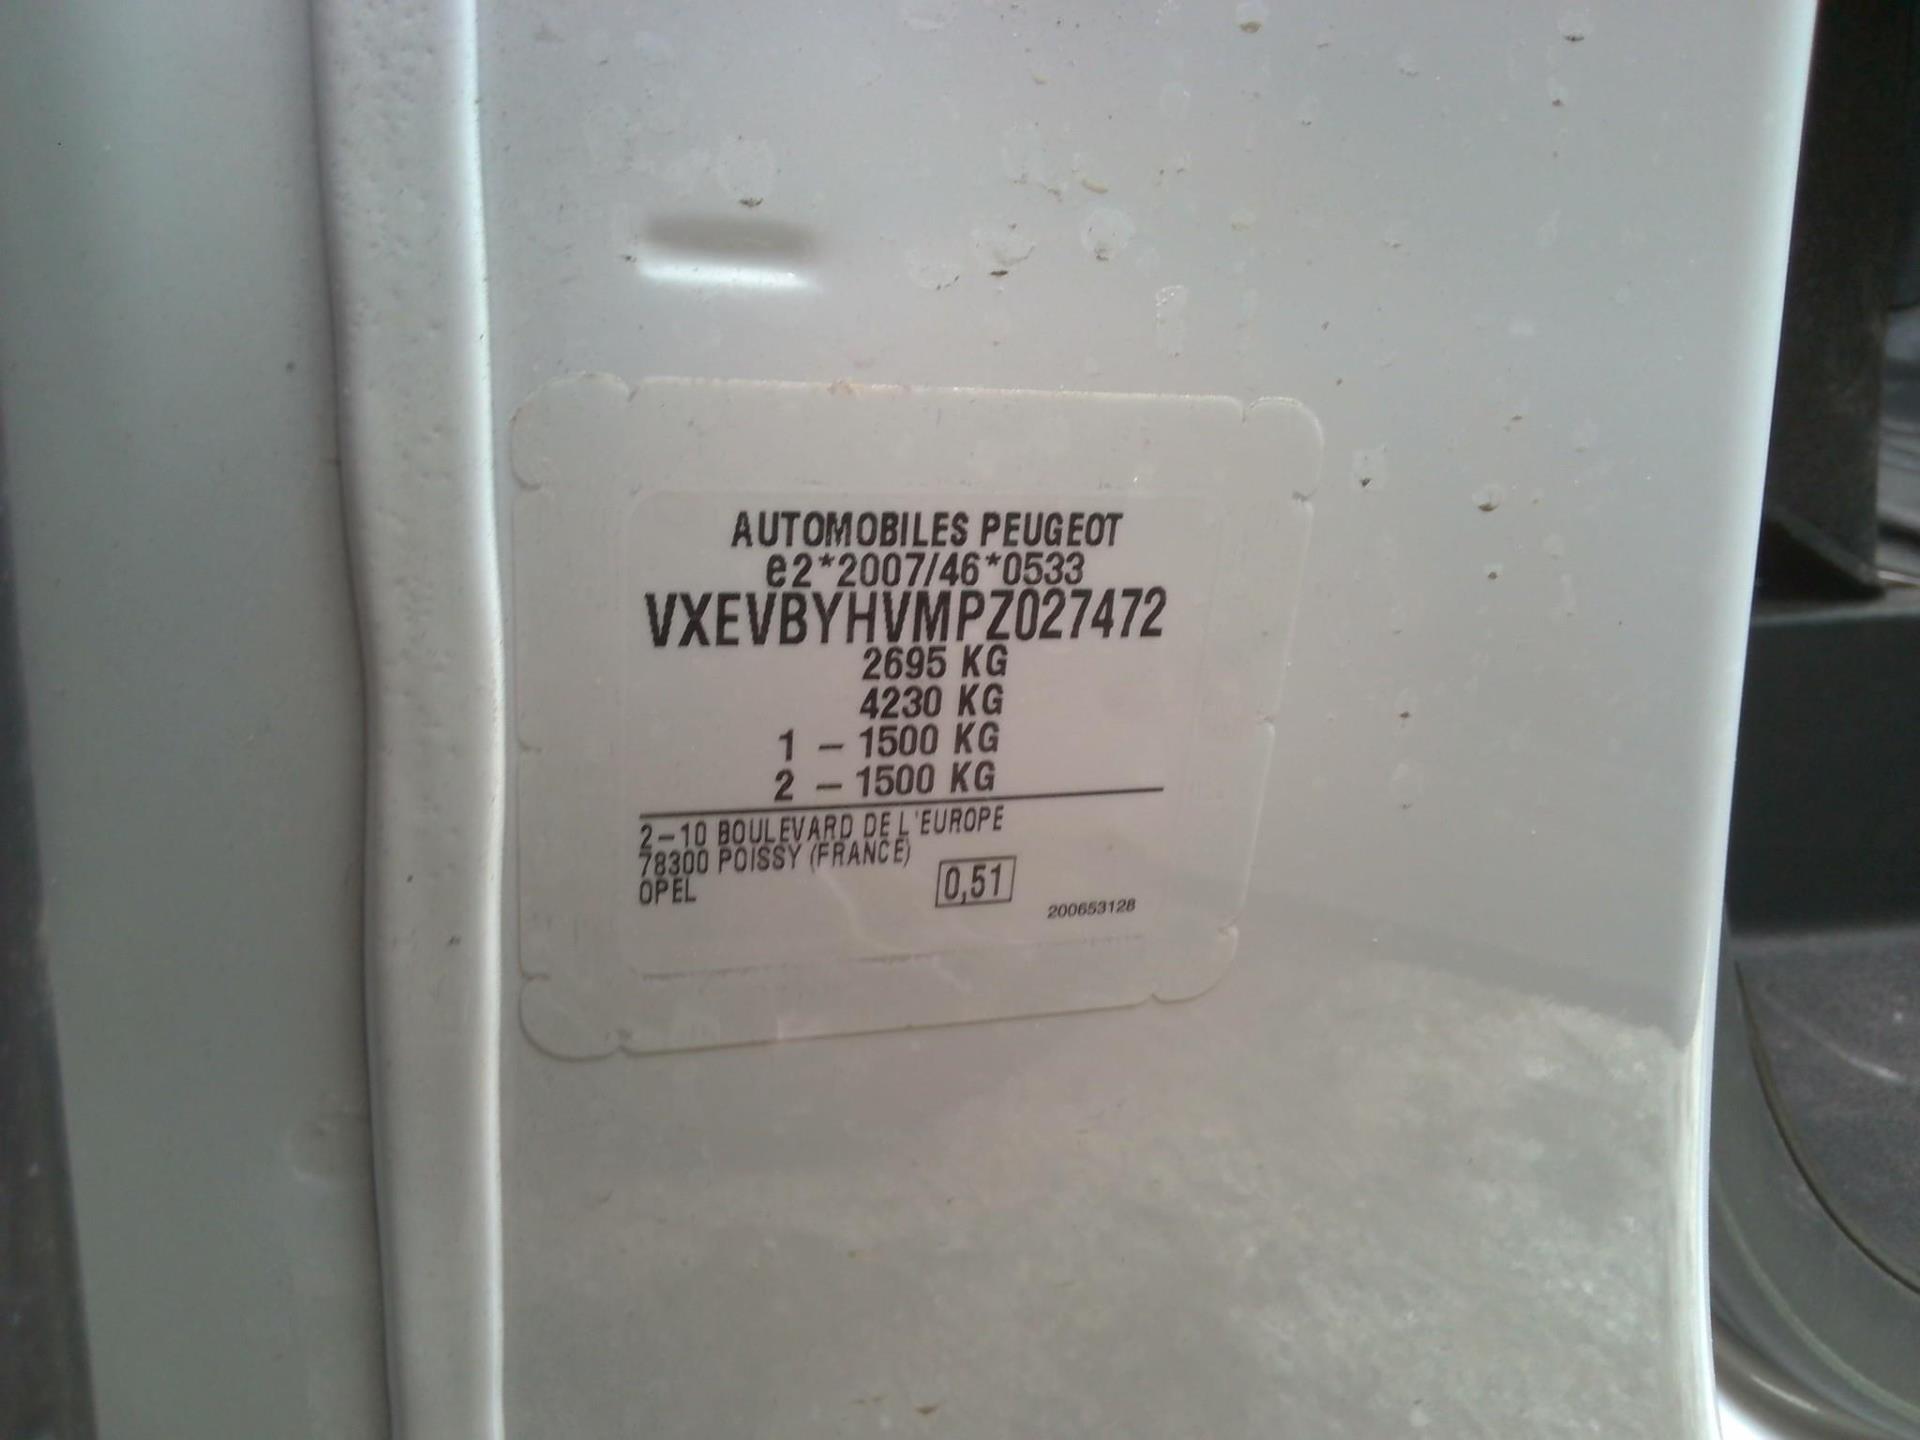 AUTOMOBILES PEUGEOT
e2*2007/46*0533
VXEVBYHVMPZ027472
2695 KG
4230 KG
1 - 1500 KG
2 - 1500 KG
2-10 BOULEVARD DE L'EUROPE
78300 POISSY (FRANCE)
OPEL
0,51
200653128